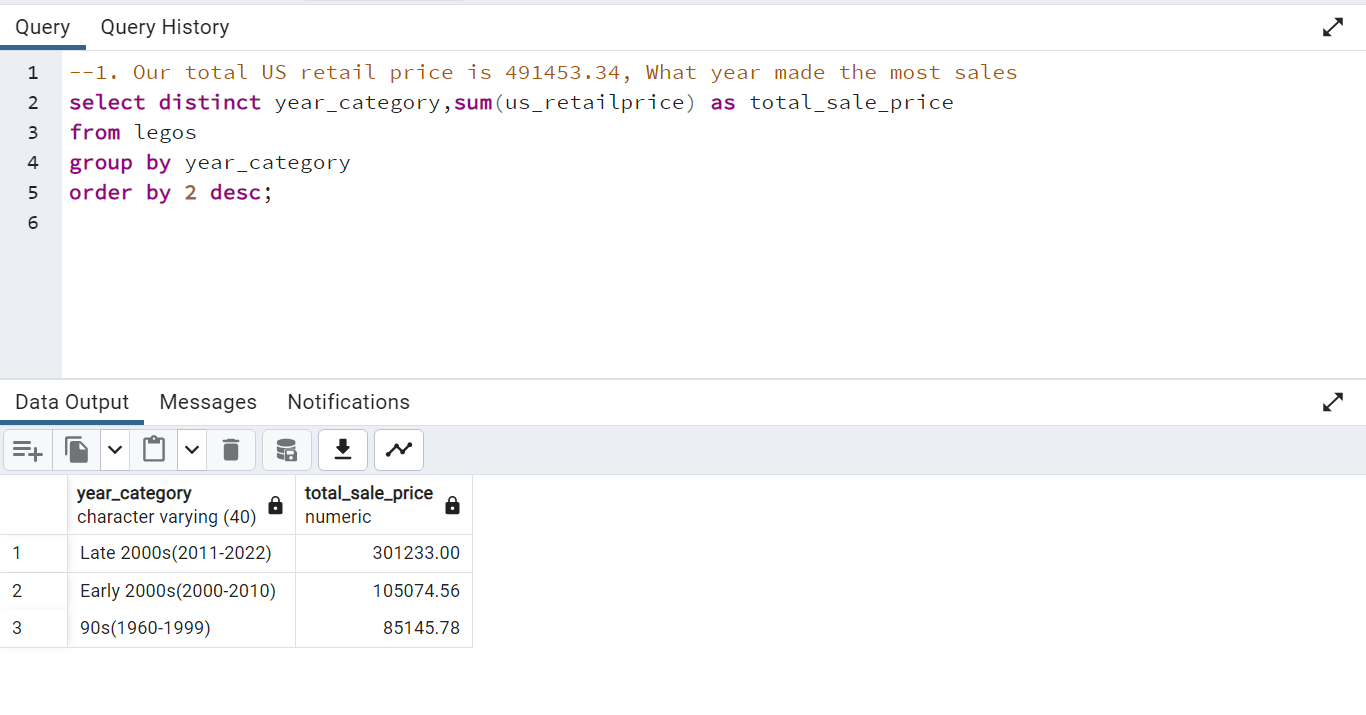 Query Query History
1 --1. Our total US retail price is 491453.34, What year made the most sales
2 select distinct year_category,sum(us_retailprice) as total_sale_price
3 from legos
4 group by year_category
5 order by 2 desc;
6
Data Output Messages Notifications
year_category total_sale_price
character varying (40) numeric
1 Late 2000s(2011-2022) 301233.00
2 Early 2000s(2000-2010) 105074.56
3 90s(1960-1999) 85145.78